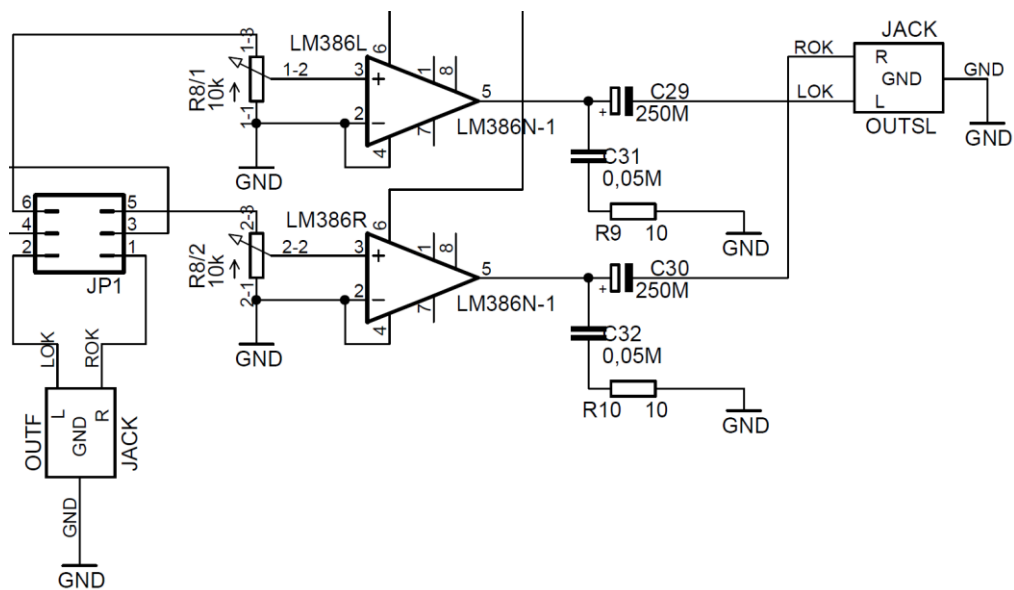 JACK
ROK
R
GND
GND
LOK
L
OUTSL
GND
1-3
LM386L
6
1
8
R8/1
10k
1-2
3
+
5
C29
+
250M
1-1
2
−
LM386N-1
7
4
C31
0,05M
GND
R9
10
GND
6
5
4
3
2
1
JP1
2-3
LM386R
6
1
8
R8/2
10k
2-2
3
+
5
C30
+
250M
2-1
2
−
LM386N-1
7
4
C32
0,05M
GND
R10
10
GND
LOK
ROK
OUTF
L
GND
R
JACK
GND
GND